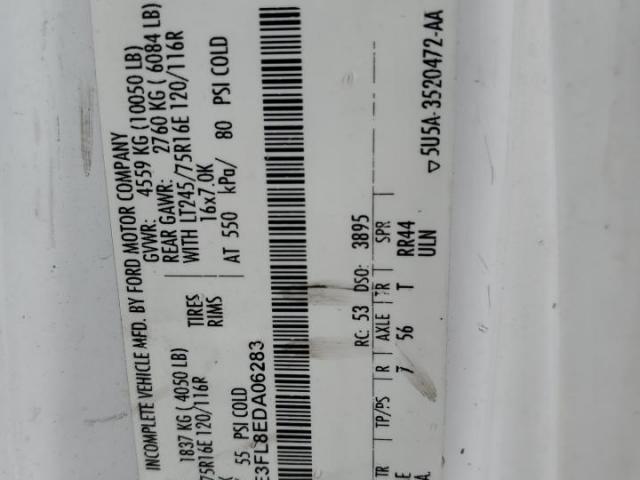 INCOMPLETE VEHICLE MFD. BY FORD MOTOR COMPANY
GVWR: 4559 KG (10050 LB)
1837 KG ( 4050 LB) REAR GAWR: 2760 KG ( 6084 LB)
75R16E 120/116R TIRES WITH LT245/75R16E 120/116R
RIMS 16x7.0K
55 PSI COLD AT 550 kPa/ 80 PSI COLD
E3FL8EDA06283
RC: 53 DSO: 3895
TR TP/PS R AXLE TR SPR
7 56 T RR44
ULN
▽5U5A-3520472-AA